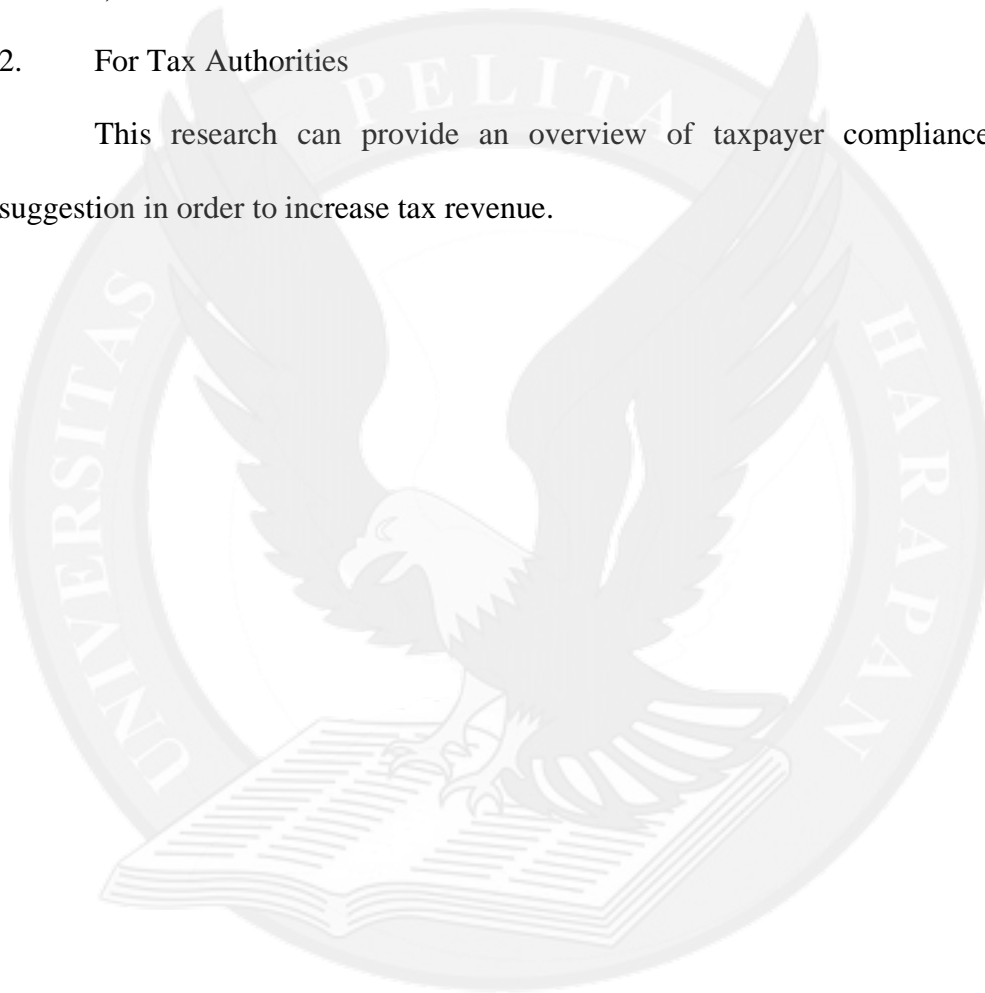 2. For Tax Authorities
This research can provide an overview of taxpayer compliance
suggestion in order to increase tax revenue.
UNIVERSITAS PELITA HARAPAN